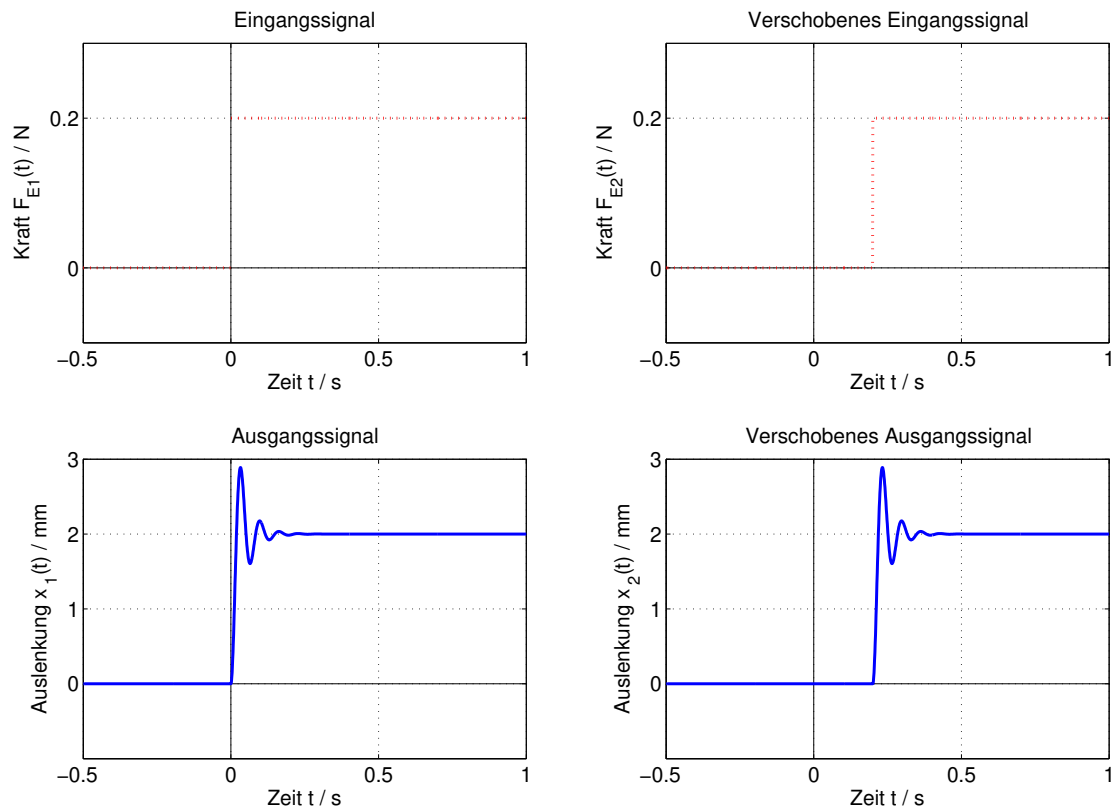 Eingangssignal
Kraft F_E1(t) / N
0.2
0
−0.5 0 0.5 1
Zeit t / s
Verschobenes Eingangssignal
Kraft F_E2(t) / N
0.2
0
−0.5 0 0.5 1
Zeit t / s
Ausgangssignal
Auslenkung x_1(t) / mm
3
2
1
0
−0.5 0 0.5 1
Zeit t / s
Verschobenes Ausgangssignal
Auslenkung x_2(t) / mm
3
2
1
0
−0.5 0 0.5 1
Zeit t / s